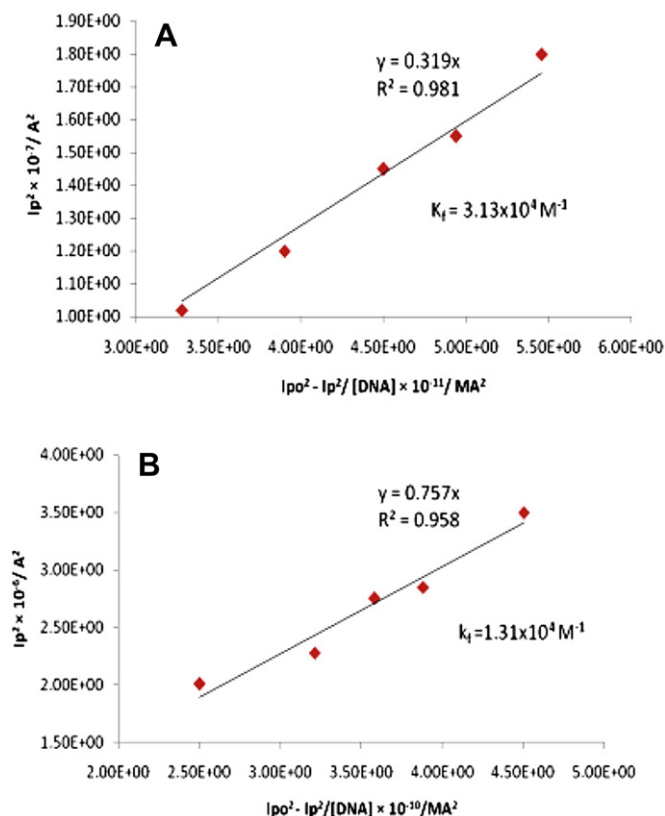 A
1.90E+00
1.80E+00
1.70E+00
1.60E+00
1.50E+00
1.40E+00
1.30E+00
1.20E+00
1.10E+00
1.00E+00
Ip² × 10⁻⁷/ A²
y = 0.319x
R² = 0.981
K_f = 3.13x10⁴ M⁻¹
3.00E+00 3.50E+00 4.00E+00 4.50E+00 5.00E+00 5.50E+00 6.00E+00
Ipo² - Ip²/ [DNA] × 10⁻¹¹/ MA²
B
4.00E+00
3.50E+00
3.00E+00
2.50E+00
2.00E+00
1.50E+00
Ip² × 10⁻⁶/ A²
y = 0.757x
R² = 0.958
k_f =1.31x10⁴ M⁻¹
2.00E+00 2.50E+00 3.00E+00 3.50E+00 4.00E+00 4.50E+00 5.00E+00
Ipo² - Ip²/[DNA] × 10⁻¹⁰/MA²